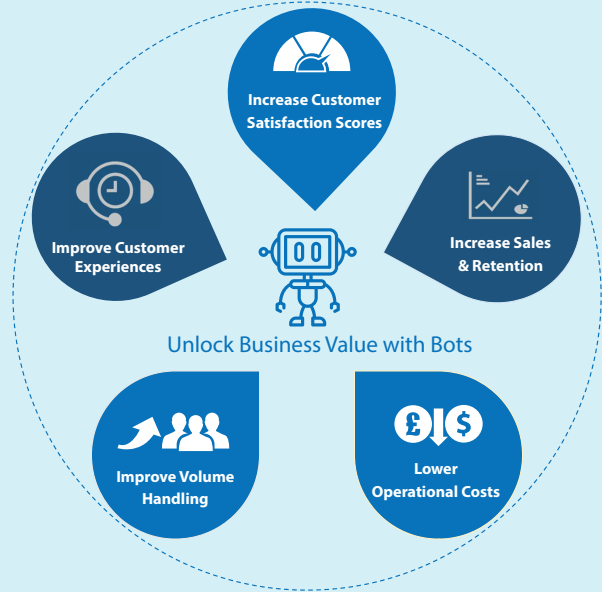 Increase Customer
Satisfaction Scores
Improve Customer
Experiences
Increase Sales
& Retention
Unlock Business Value with Bots
Improve Volume
Handling
£ $
Lower
Operational Costs